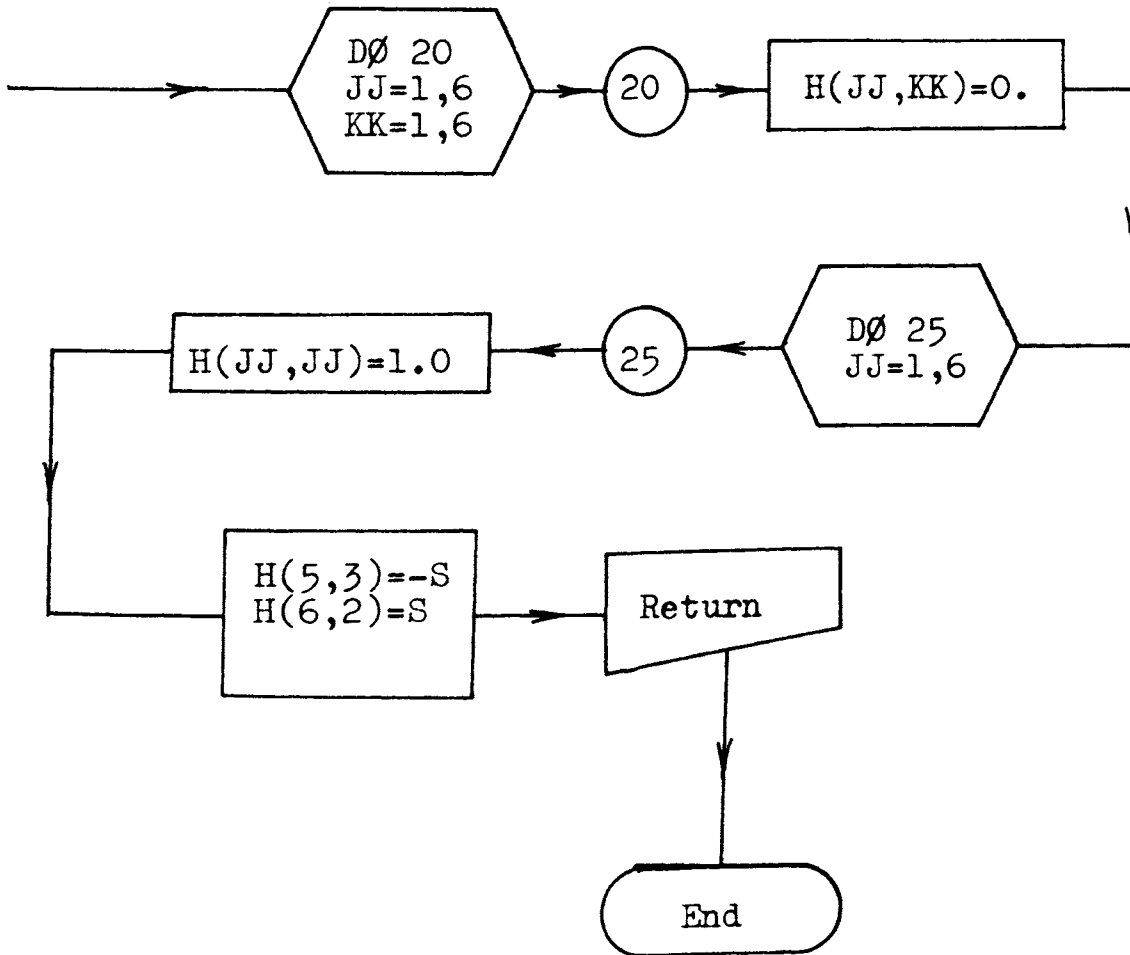 DØ 20
JJ=1,6
KK=1,6
20
H(JJ,KK)=0.
DØ 25
JJ=1,6
25
H(JJ,JJ)=1.0
H(5,3)=-S
H(6,2)=S
Return
End